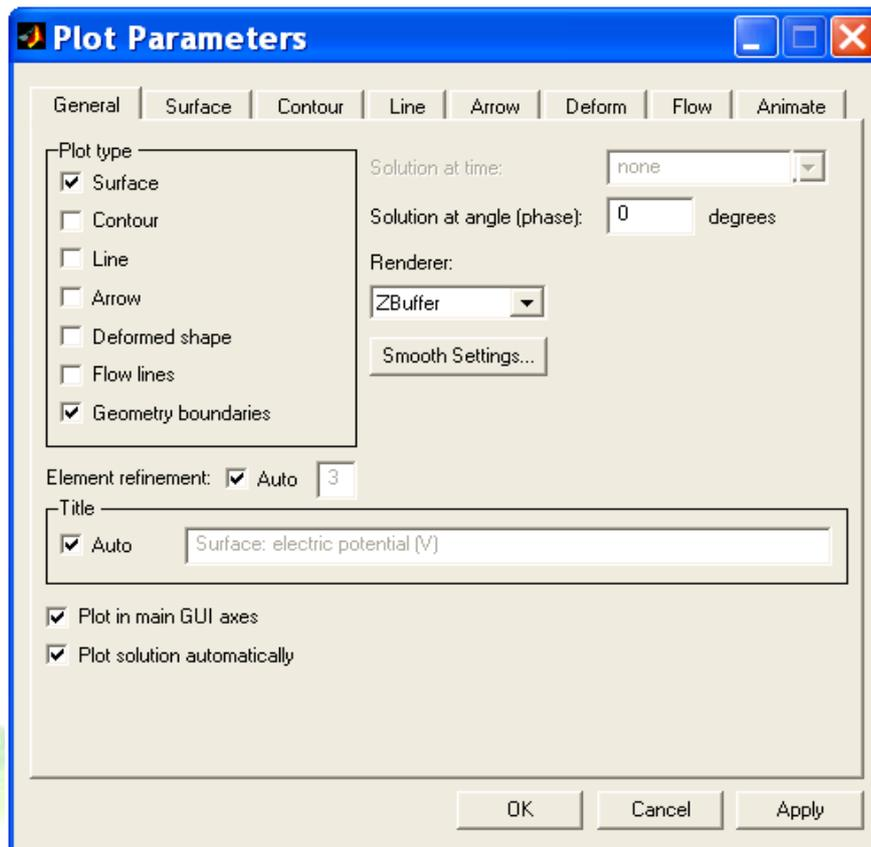 Plot Parameters
General Surface Contour Line Arrow Deform Flow Animate
Plot type
Surface
Contour
Line
Arrow
Deformed shape
Flow lines
Geometry boundaries
Solution at time: none
Solution at angle (phase): 0 degrees
Renderer:
ZBuffer
Smooth Settings...
Element refinement: Auto 3
Title
Auto Surface: electric potential (V)
Plot in main GUI axes
Plot solution automatically
OK Cancel Apply